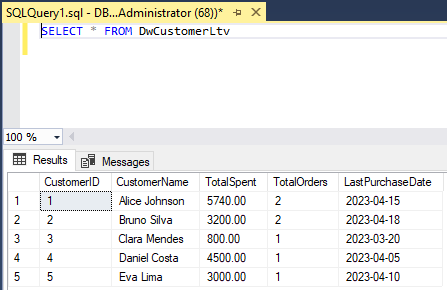 SQLQuery1.sql - DB...Administrator (68))*
SELECT * FROM DwCustomerLtv
100 %
Results Messages
CustomerID CustomerName TotalSpent TotalOrders LastPurchaseDate
1 1 Alice Johnson 5740.00 2 2023-04-15
2 2 Bruno Silva 3200.00 2 2023-04-18
3 3 Clara Mendes 800.00 1 2023-03-20
4 4 Daniel Costa 4500.00 1 2023-04-05
5 5 Eva Lima 3000.00 1 2023-04-10